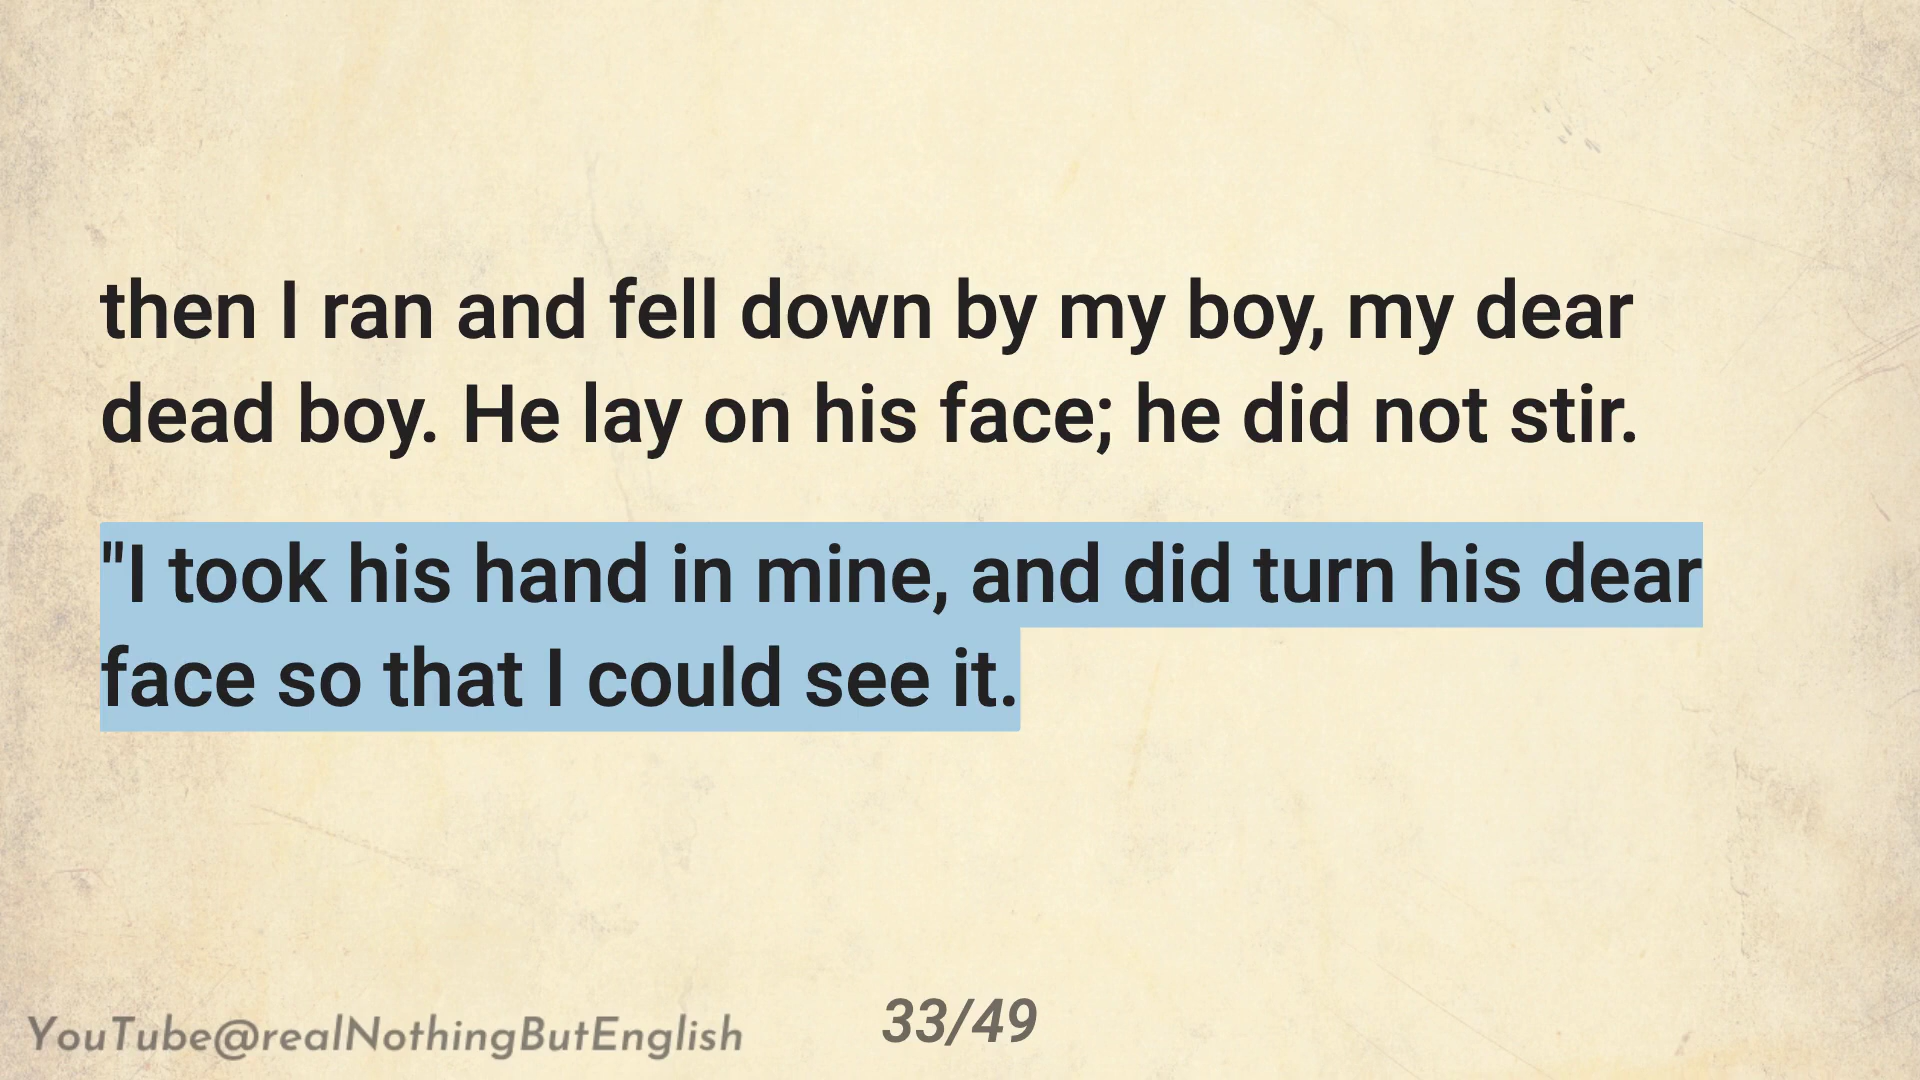 then I ran and fell down by my boy, my dear
dead boy. He lay on his face; he did not stir.
"I took his hand in mine, and did turn his dear
face so that I could see it.
YouTube@realNothingButEnglish
33/49